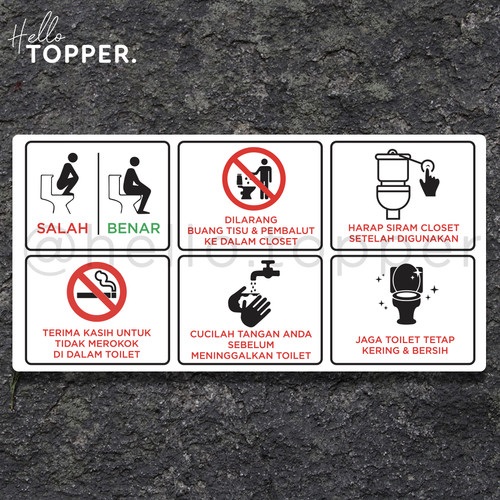 Hello
TOPPER.
SALAH
BENAR
DILARANG
BUANG TISU & PEMBALUT
KE DALAM CLOSET
HARAP SIRAM CLOSET
SETELAH DIGUNAKAN
@hello.topper
TERIMA KASIH UNTUK
TIDAK MEROKOK
DI DALAM TOILET
CUCILAH TANGAN ANDA
SEBELUM
MENINGGALKAN TOILET
JAGA TOILET TETAP
KERING & BERSIH